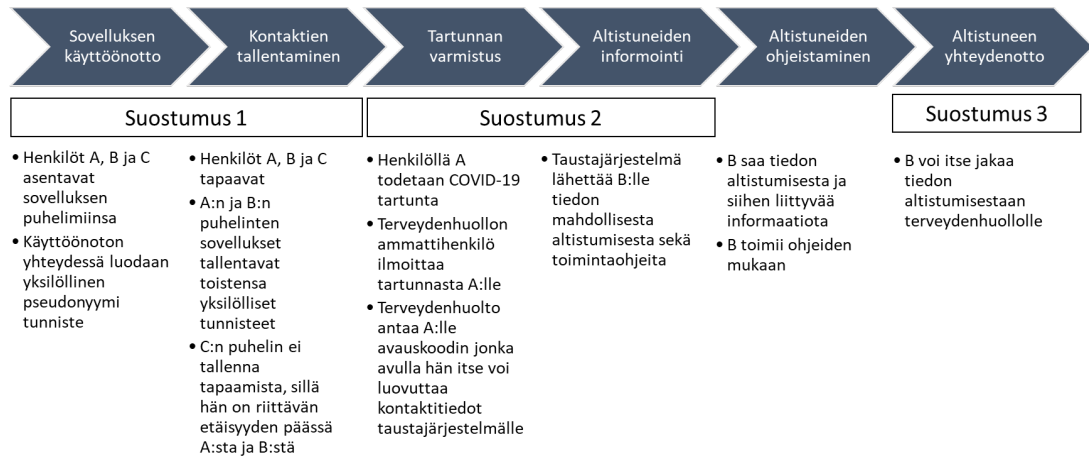 Sovelluksen
käyttöönotto
Kontaktien
tallentaminen
Tartunnan
varmistus
Altistuneiden
informointi
Altistuneiden
ohjeistaminen
Altistuneen
yhteydenotto
Suostumus 1
Suostumus 2
Suostumus 3
• Henkilöt A, B ja C
asentavat
sovelluksen
puhelimiinsa
• Käyttöönoton
yhteydessä luodaan
yksilöllinen
pseudonyymi
tunniste
• Henkilöt A, B ja C
tapaavat
• A:n ja B:n
puhelinten
sovellukset
tallentavat
toistensa
yksilölliset
tunnisteet
• C:n puhelin ei
tallenna
tapaamista, sillä
hän on riittävän
etäisyyden päässä
A:sta ja B:stä
• Henkilöllä A
todetaan COVID-19
tartunta
• Terveydenhuollon
ammattihenkilö
ilmoittaa
tartunnasta A:lle
• Terveydenhuolto
antaa A:lle
avauskoodin jonka
avulla hän itse voi
luovuttaa
kontaktitiedot
taustajärjestelmälle
• Taustajärjestelmä
lähettää B:lle
tiedon
mahdollisesta
altistumisesta sekä
toimintaohjeita
• B saa tiedon
altistumisesta ja
siihen liittyvää
informaatiota
• B toimii ohjeiden
mukaan
• B voi itse jakaa
tiedon
altistumisestaan
terveydenhuollolle